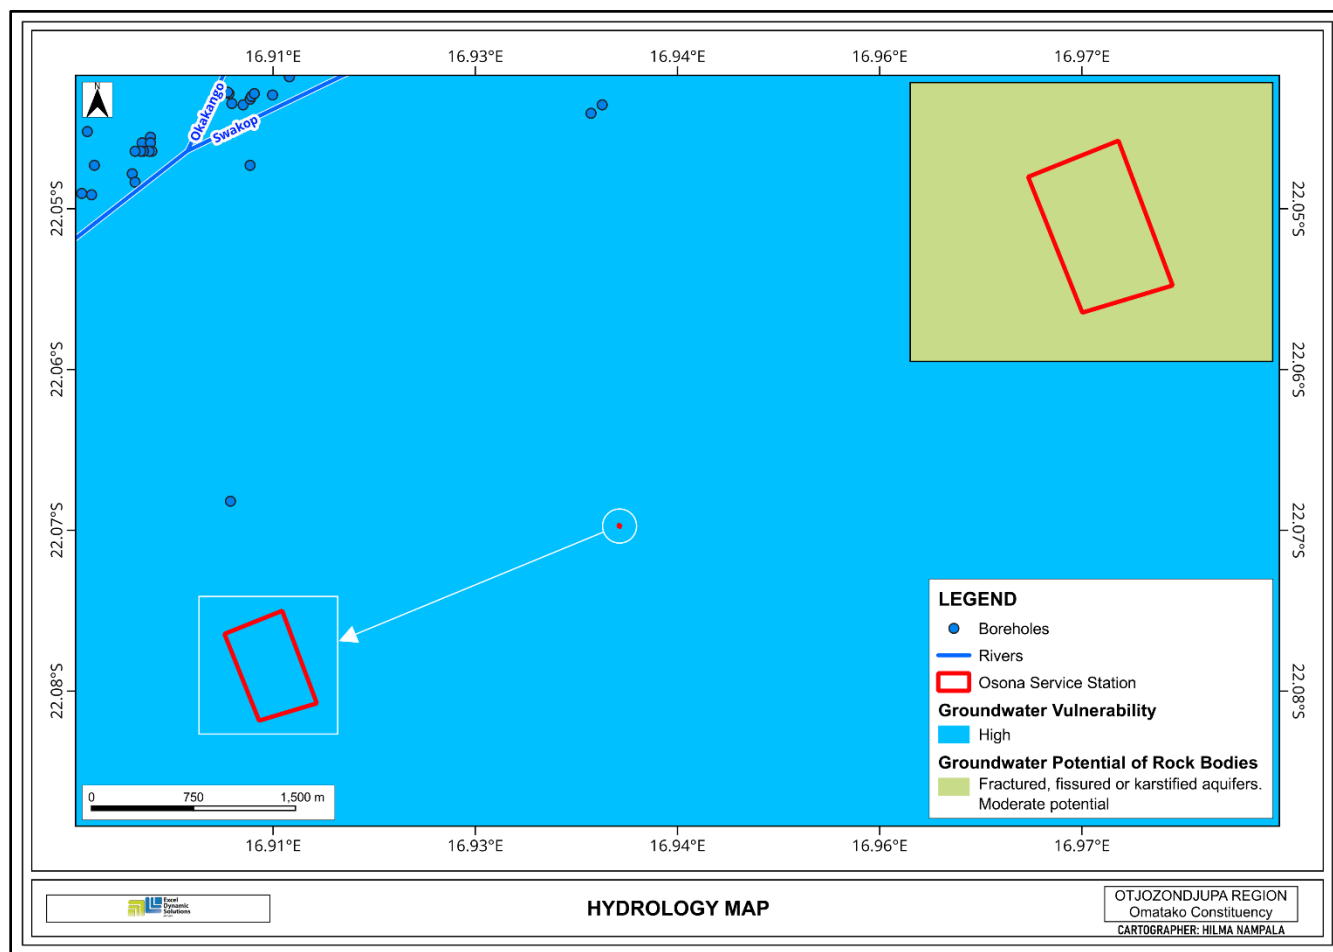 16.91°E 16.93°E 16.94°E 16.96°E 16.97°E
N
Okakango
Swakop
22.05°S 22.05°S
22.06°S 22.06°S
22.07°S 22.07°S
22.08°S 22.08°S
LEGEND
Boreholes
Rivers
Osona Service Station
Groundwater Vulnerability
High
Groundwater Potential of Rock Bodies
Fractured, fissured or karstified aquifers.
Moderate potential
0 750 1,500 m
16.91°E 16.93°E 16.94°E 16.96°E 16.97°E
Excel
Dynamic
Solutions
HYDROLOGY MAP
OTJOZONDJUPA REGION
Omatako Constituency
CARTOGRAPHER: HILMA NAMPALA